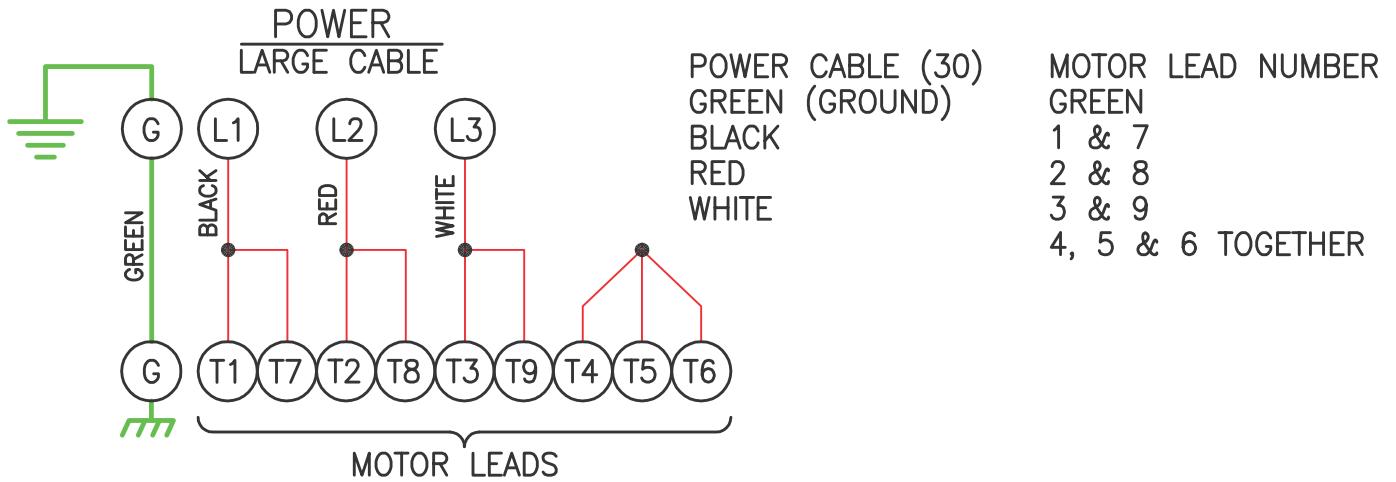 POWER
LARGE CABLE
POWER CABLE (30) MOTOR LEAD NUMBER
GREEN (GROUND) GREEN
BLACK 1 & 7
RED 2 & 8
WHITE 3 & 9
4, 5 & 6 TOGETHER
G L1 L2 L3
GREEN BLACK RED WHITE
G T1 T7 T2 T8 T3 T9 T4 T5 T6
MOTOR LEADS